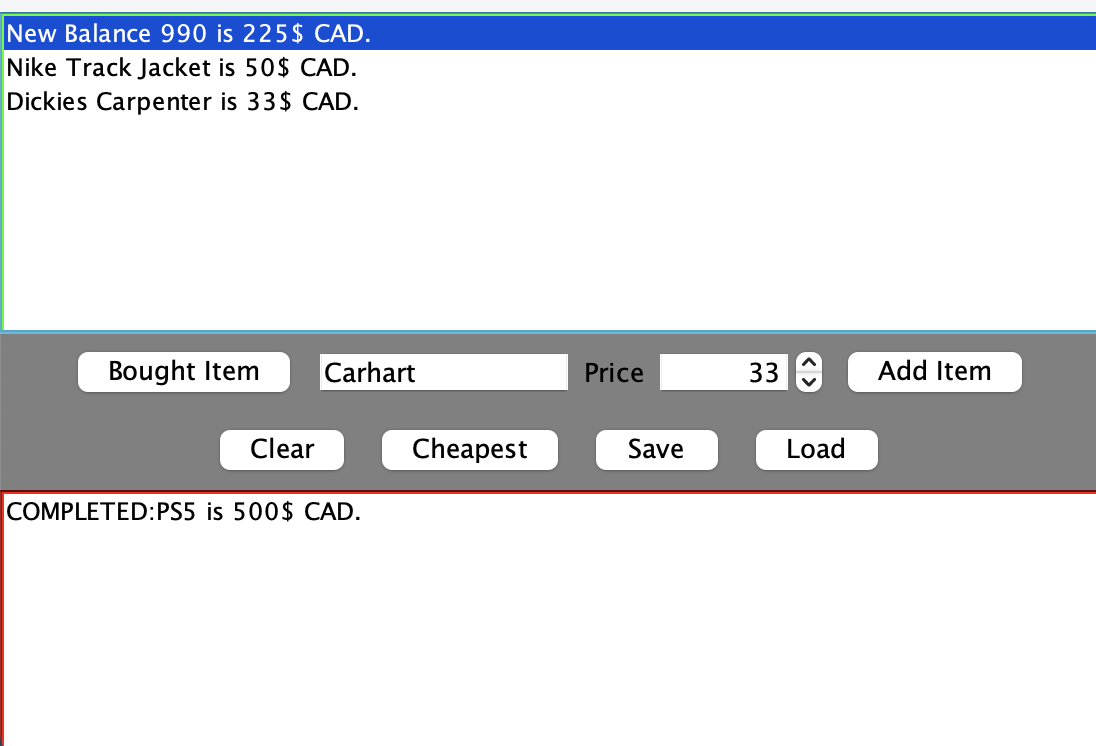 New Balance 990 is 225$ CAD.
Nike Track Jacket is 50$ CAD.
Dickies Carpenter is 33$ CAD.
Bought Item Carhart Price 33 Add Item
Clear Cheapest Save Load
COMPLETED:PS5 is 500$ CAD.